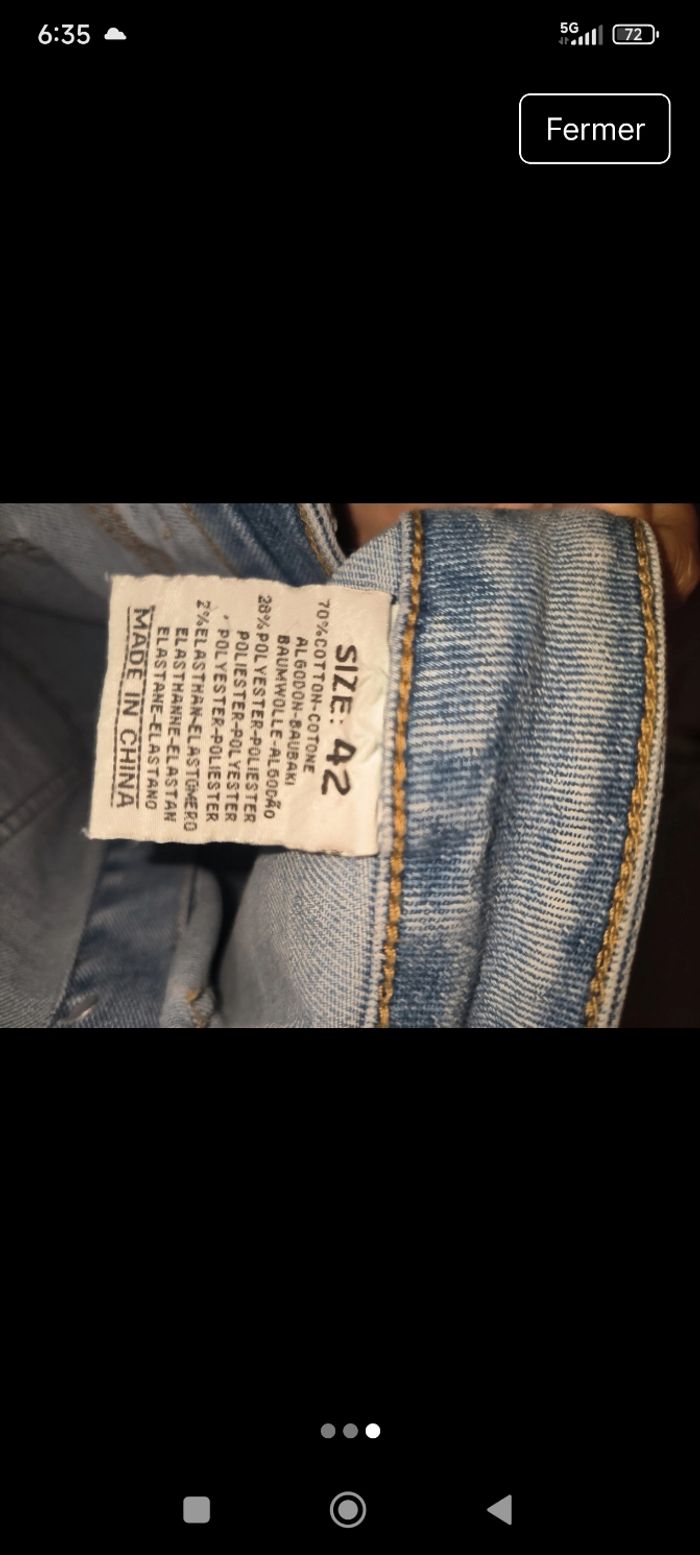 6:35
5G
72
Fermer
SIZE: 42
70%COTTON-COTONE
ALGODON-BAUBAKI
BAUMWOLLE-ALGODÃO
28%POLYESTER-POLIESTER
POLIESTER-POLYESTER
POLYESTER-POLIESTER
2%ELASTHAN-ELASTOMERO
ELASTHANNE-ELASTAN
ELASTANE-ELASTANO
MADE IN CHINA